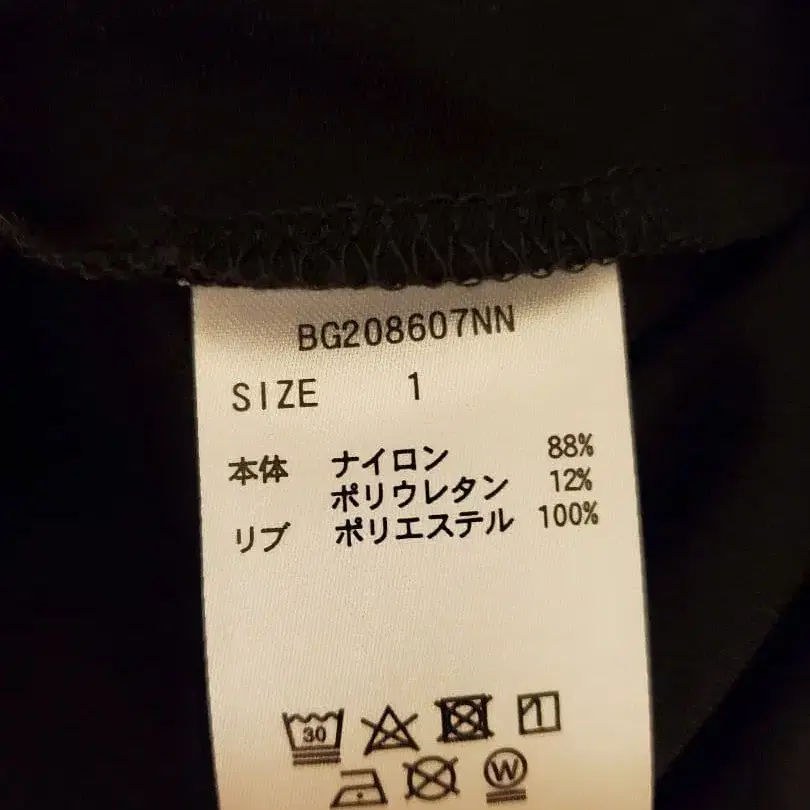 BG208607NN
SIZE 1
本体 ナイロン 88%
ポリウレタン 12%
リブ ポリエステル 100%
30
W